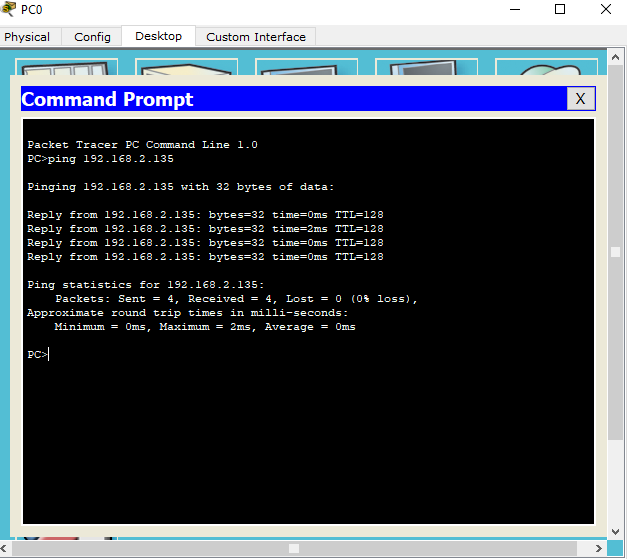 PC0
Physical Config Desktop Custom Interface
Command Prompt X
Packet Tracer PC Command Line 1.0
PC>ping 192.168.2.135
Pinging 192.168.2.135 with 32 bytes of data:
Reply from 192.168.2.135: bytes=32 time=0ms TTL=128
Reply from 192.168.2.135: bytes=32 time=2ms TTL=128
Reply from 192.168.2.135: bytes=32 time=0ms TTL=128
Reply from 192.168.2.135: bytes=32 time=0ms TTL=128
Ping statistics for 192.168.2.135:
Packets: Sent = 4, Received = 4, Lost = 0 (0% loss),
Approximate round trip times in milli-seconds:
Minimum = 0ms, Maximum = 2ms, Average = 0ms
PC>